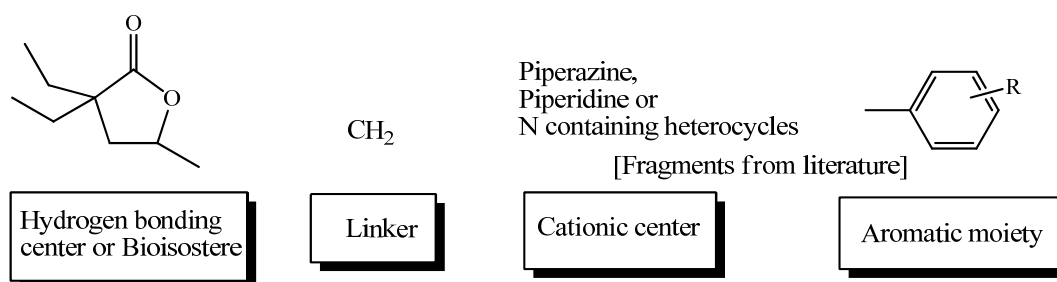 O
O
CH2
Piperazine,
Piperidine or
N containing heterocycles
[Fragments from literature]
R
Hydrogen bonding
center or Bioisostere
Linker
Cationic center
Aromatic moiety